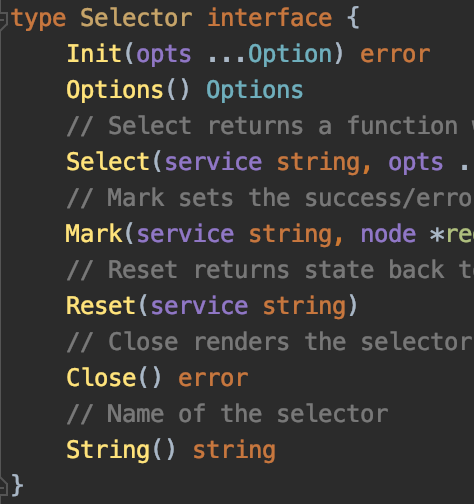 type Selector interface {
Init(opts ...Option) error
Options() Options
// Select returns a function
Select(service string, opts .
// Mark sets the success/erro
Mark(service string, node *re
// Reset returns state back t
Reset(service string)
// Close renders the selector
Close() error
// Name of the selector
String() string
}